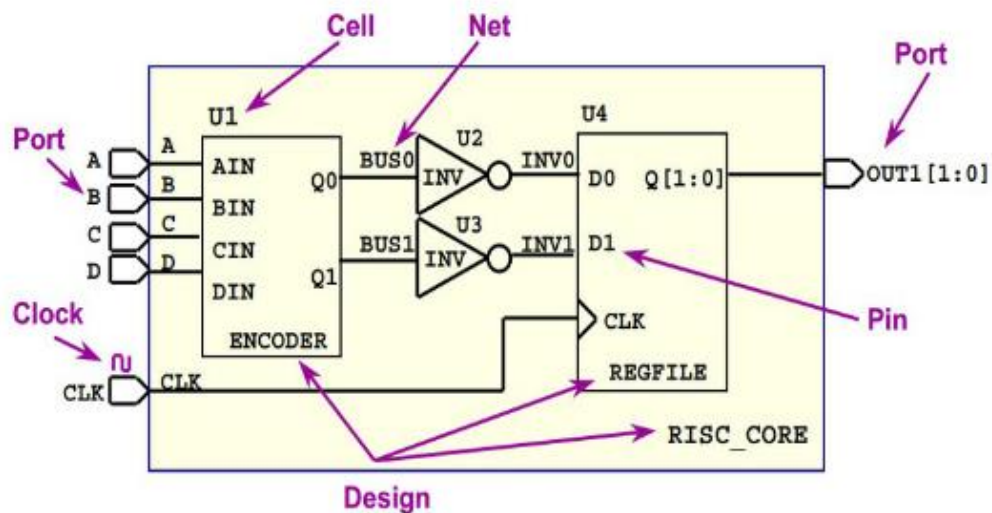 Cell
Net
Port
U1
U2
U4
Port
A
A
AIN
Q0
BUS0
INV
INV0
D0
Q[1:0]
OUT1[1:0]
B
B
BIN
U3
C
C
CIN
Q1
BUS1
INV
INV1
D1
D
D
DIN
Clock
ENCODER
CLK
Pin
CLK
CLK
REGFILE
RISC_CORE
Design